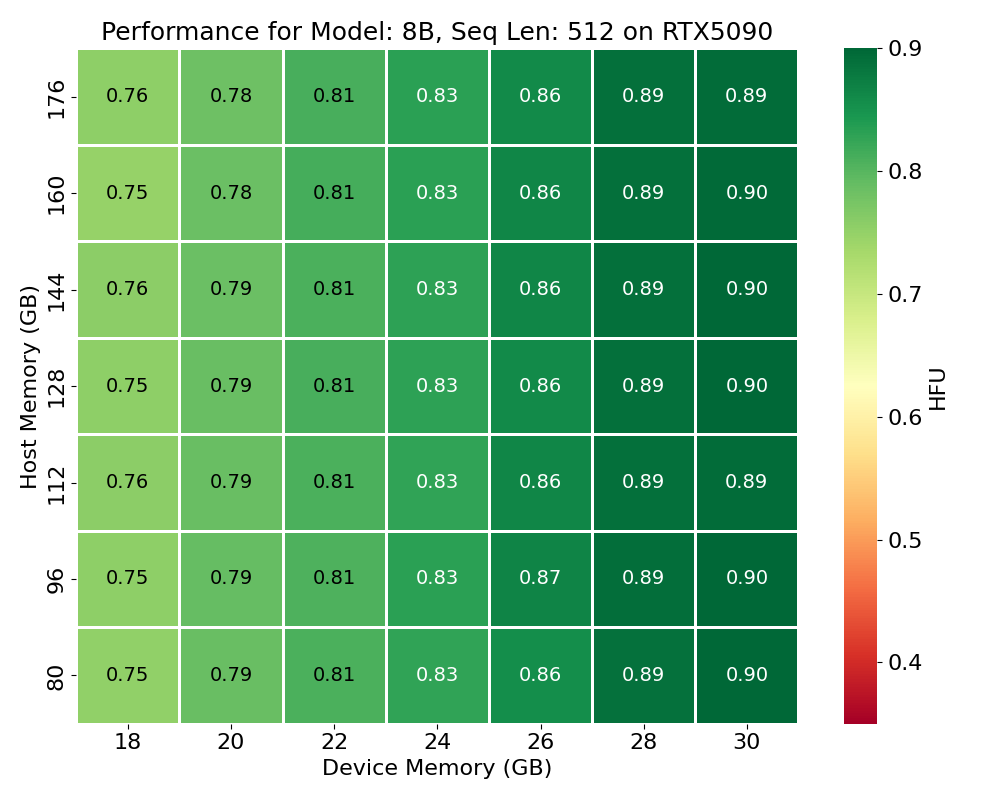 Performance for Model: 8B, Seq Len: 512 on RTX5090
Host Memory (GB)
176 0.76 0.78 0.81 0.83 0.86 0.89 0.89
160 0.75 0.78 0.81 0.83 0.86 0.89 0.90
144 0.76 0.79 0.81 0.83 0.86 0.89 0.90
128 0.75 0.79 0.81 0.83 0.86 0.89 0.90
112 0.76 0.79 0.81 0.83 0.86 0.89 0.89
96 0.75 0.79 0.81 0.83 0.87 0.89 0.90
80 0.75 0.79 0.81 0.83 0.86 0.89 0.90
18 20 22 24 26 28 30
Device Memory (GB)
0.9
0.8
0.7
0.6
0.5
0.4
HFU